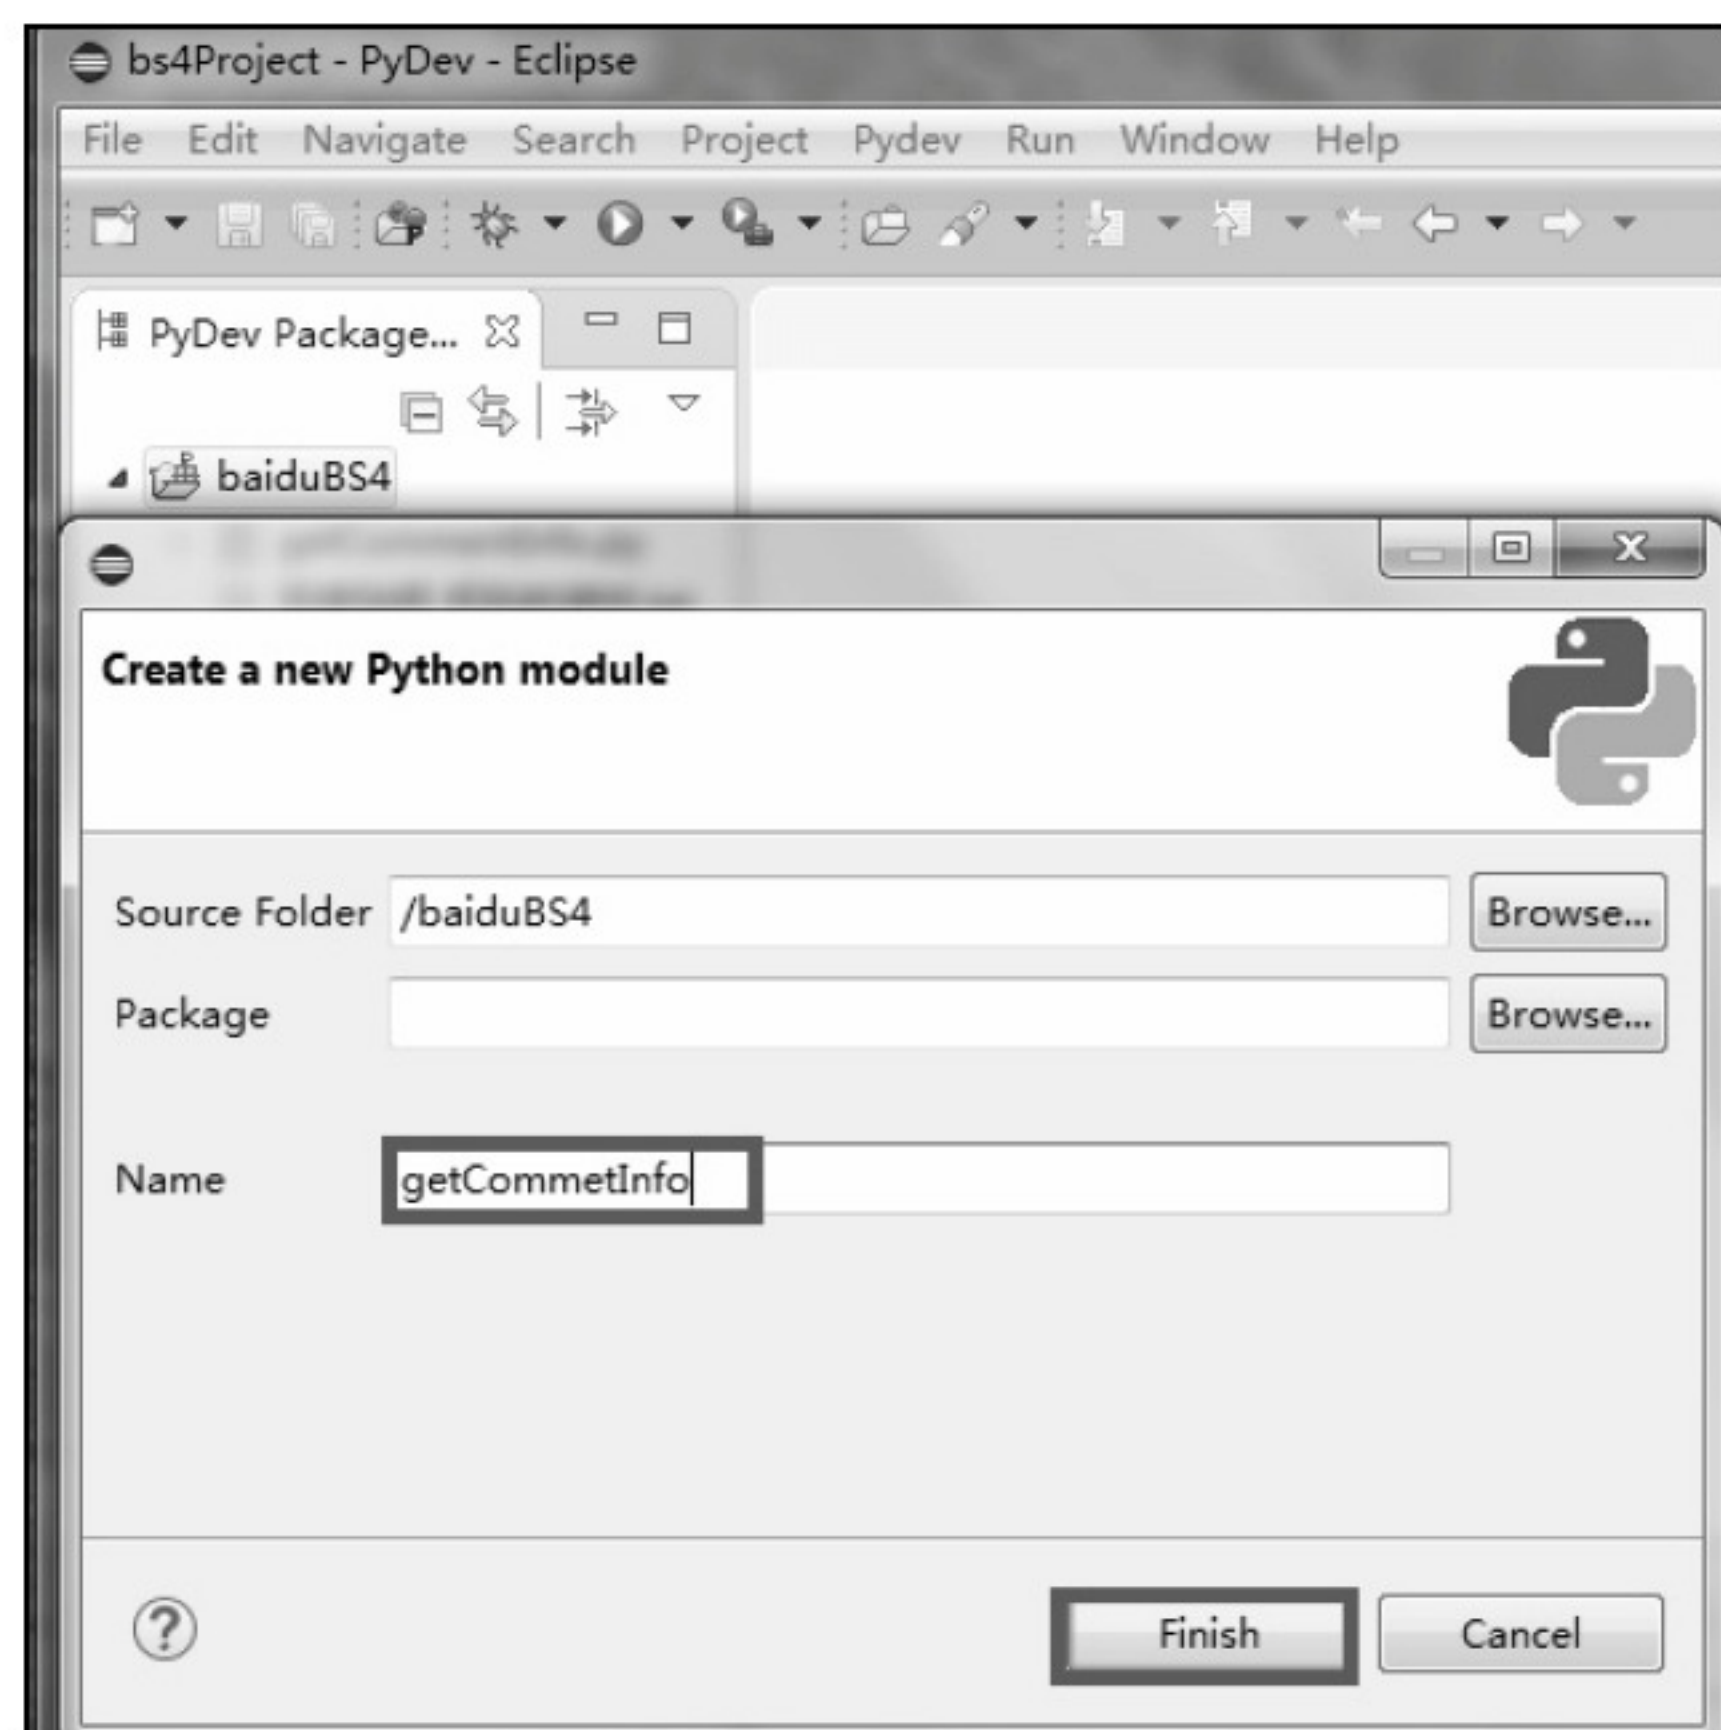 bs4Project - PyDev - Eclipse
File Edit Navigate Search Project Pydev Run Window Help
PyDev Package...
baiduBS4
Create a new Python module
Source Folder /baiduBS4 Browse...
Package Browse...
Name getCommetInfo
Finish Cancel